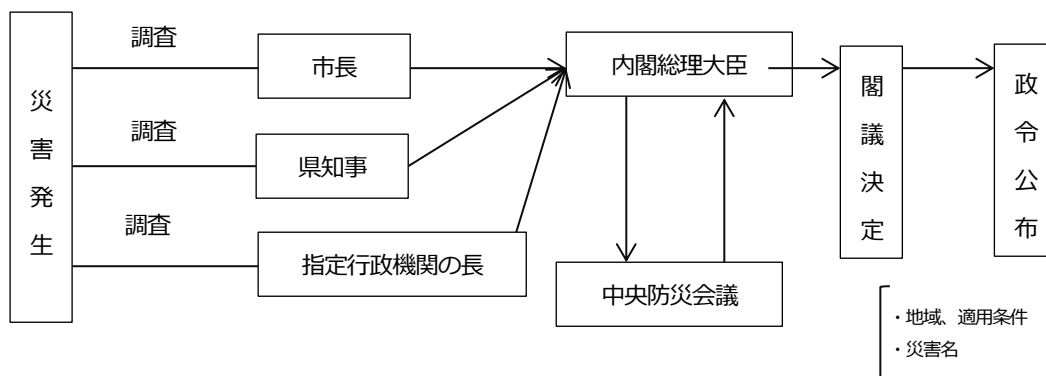 災害発生
調査
市長
調査
県知事
調査
指定行政機関の長
内閣総理大臣
中央防災会議
閣議決定
政令公布
・地域、適用条件
・災害名